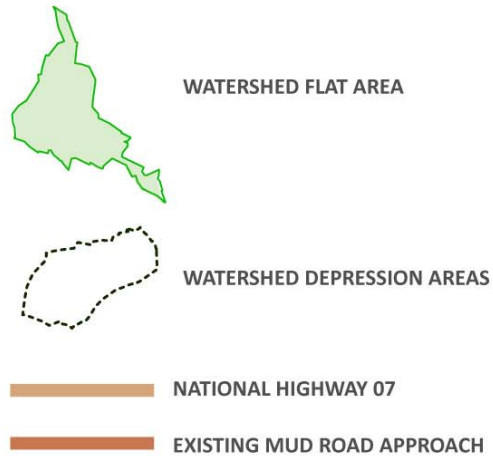 WATERSHED FLAT AREA
WATERSHED DEPRESSION AREAS
NATIONAL HIGHWAY 07
EXISTING MUD ROAD APPROACH